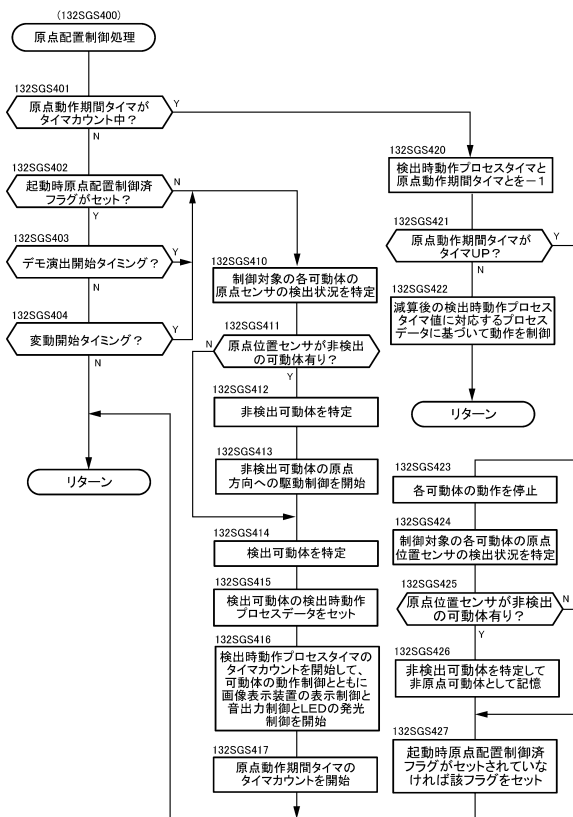 (132SGS400)
原点配置制御処理
132SGS401
原点動作期間タイマが
タイマカウント中？
Y
N
132SGS402
起動時原点配置制御済
フラグがセット？
N
Y
132SGS403
デモ演出開始タイミング？
Y
N
132SGS404
変動開始タイミング？
Y
N
リターン
132SGS410
制御対象の各可動体の
原点センサの検出状況を特定
132SGS411
原点位置センサが非検出
の可動体有り？
N
Y
132SGS412
非検出可動体を特定
132SGS413
非検出可動体の原点
方向への駆動制御を開始
132SGS414
検出可動体を特定
132SGS415
検出可動体の検出時動作
プロセスデータをセット
132SGS416
検出時動作プロセスタイマの
タイマカウントを開始して、
可動体の動作制御とともに
画像表示装置の表示制御と
音出力制御とLEDの発光
制御を開始
132SGS417
原点動作期間タイマの
タイマカウントを開始
132SGS420
検出時動作プロセスタイマと
原点動作期間タイマとを－１
132SGS421
原点動作期間タイマが
タイマUP？
Y
N
132SGS422
減算後の検出時動作プロセス
タイマ値に対応するプロセス
データに基づいて動作を制御
リターン
132SGS423
各可動体の動作を停止
132SGS424
制御対象の各可動体の原点
位置センサの検出状況を特定
132SGS425
原点位置センサが非検出
の可動体有り？
N
Y
132SGS426
非検出可動体を特定して
非原点可動体として記憶
132SGS427
起動時原点配置制御済
フラグがセットされていな
ければ該フラグをセット